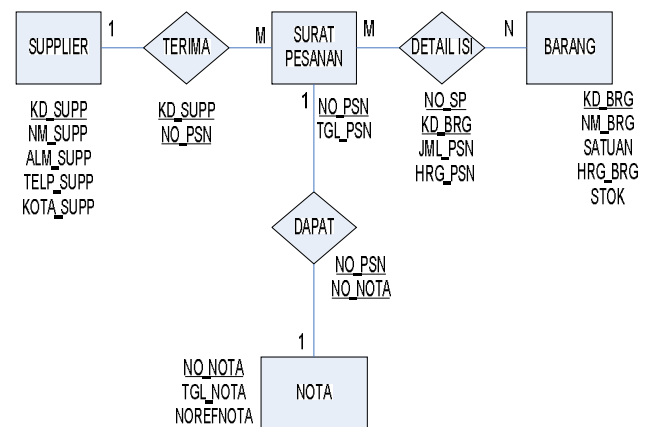 1
M
M
N
SUPPLIER
TERIMA
SURAT
PESANAN
DETAIL ISI
BARANG
KD_SUPP
NM_SUPP
ALM_SUPP
TELP_SUPP
KOTA_SUPP
KD_SUPP
NO_PSN
1
NO_PSN
TGL_PSN
NO_SP
KD_BRG
JML_PSN
HRG_PSN
KD_BRG
NM_BRG
SATUAN
HRG_BRG
STOK
DAPAT
NO_PSN
NO_NOTA
1
NO_NOTA
TGL_NOTA
NOREFNOTA
NOTA